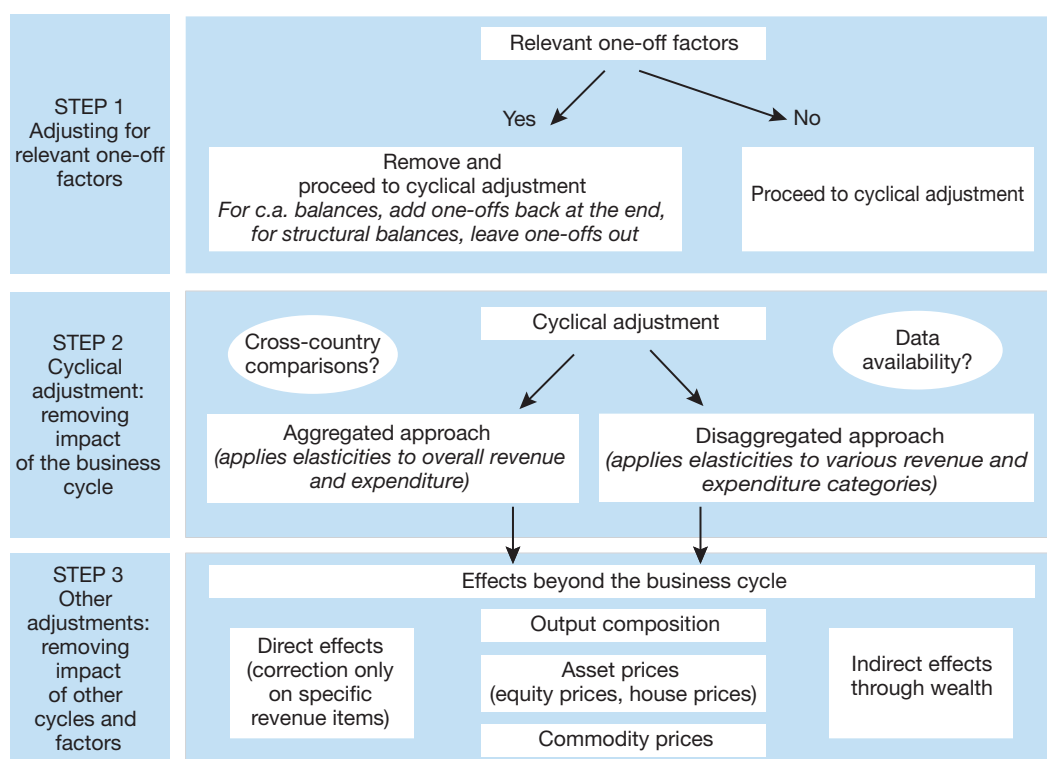 STEP 1
Adjusting for
relevant one-off
factors
Relevant one-off factors
Yes
No
Remove and
proceed to cyclical adjustment
For c.a. balances, add one-offs back at the end,
for structural balances, leave one-offs out
Proceed to cyclical adjustment
STEP 2
Cyclical
adjustment:
removing
impact
of the business
cycle
Cross-country
comparisons?
Cyclical adjustment
Data
availability?
Aggregated approach
(applies elasticities to overall revenue
and expenditure)
Disaggregated approach
(applies elasticities to various revenue and
expenditure categories)
STEP 3
Other
adjustments:
removing
impact
of other
cycles and
factors
Effects beyond the business cycle
Direct effects
(correction only
on specific
revenue items)
Output composition
Asset prices
(equity prices, house prices)
Commodity prices
Indirect effects
through wealth